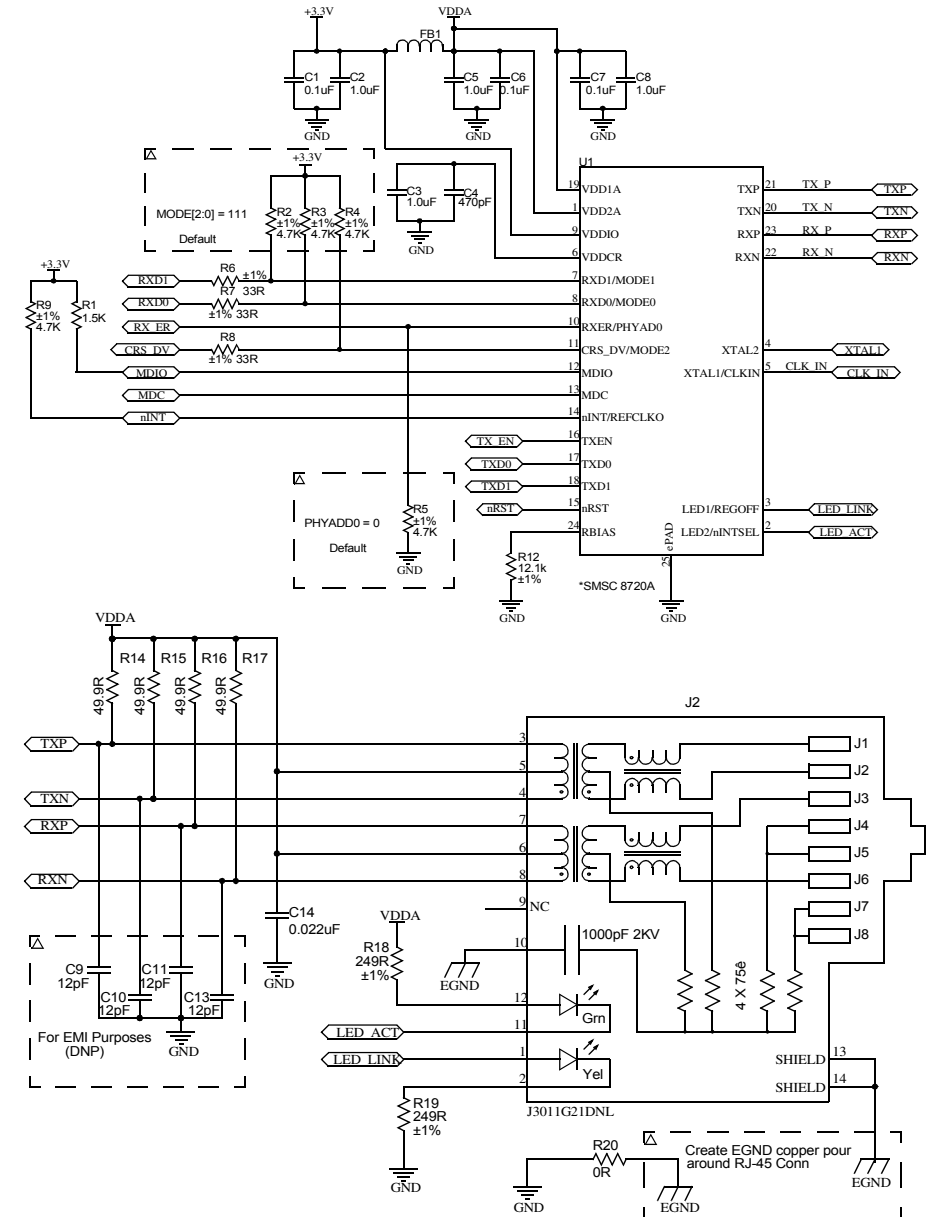 +3.3V
VDDA
FB1
C1
0.1uF
C2
1.0uF
C5
1.0uF
C6
0.1uF
C7
0.1uF
C8
1.0uF
GND
GND
GND
+3.3V
MODE[2:0] = 111
Default
R2
±1%
4.7K
R3
±1%
4.7K
R4
±1%
4.7K
C3
1.0uF
C4
470pF
GND
U1
19 VDD1A
1 VDD2A
9 VDDIO
6 VDDCR
7 RXD1/MODE1
8 RXD0/MODE0
10 RXER/PHYAD0
11 CRS_DV/MODE2
12 MDIO
13 MDC
14 nINT/REFCLKO
16 TXEN
17 TXD0
18 TXD1
15 nRST
24 RBIAS
TXP 21 TX_P TXP
TXN 20 TX_N TXN
RXP 23 RX_P RXP
RXN 22 RX_N RXN
XTAL2 4 XTAL1
XTAL1/CLKIN 5 CLK_IN CLK_IN
LED1/REGOFF 3 LED_LINK
LED2/nINTSEL 2 LED_ACT
25 ePAD
*SMSC 8720A
GND
+3.3V
R9
±1%
4.7K
R1
1.5K
RXD1
R6
±1%
33R
RXD0
R7
±1% 33R
RX_ER
CRS_DV
R8
±1% 33R
MDIO
MDC
nINT
TX_EN
TXD0
TXD1
nRST
PHYADD0 = 0
Default
R5
±1%
4.7K
GND
R12
12.1k
±1%
GND
VDDA
R14
49.9R
R15
49.9R
R16
49.9R
R17
49.9R
TXP
TXN
RXP
RXN
C9
12pF
C10
12pF
C11
12pF
C13
12pF
For EMI Purposes
(DNP)
GND
C14
0.022uF
GND
J2
3
5
4
7
6
8
9 NC
10
12
11
1
2
J1
J2
J3
J4
J5
J6
J7
J8
1000pF 2KV
4 X 75ê
EGND
VDDA
R18
249R
±1%
Grn
Yel
LED_ACT
LED_LINK
R19
249R
±1%
GND
SHIELD 13
SHIELD 14
J3011G21DNL
R20
0R
GND
EGND
Create EGND copper pour
around RJ-45 Conn
EGND